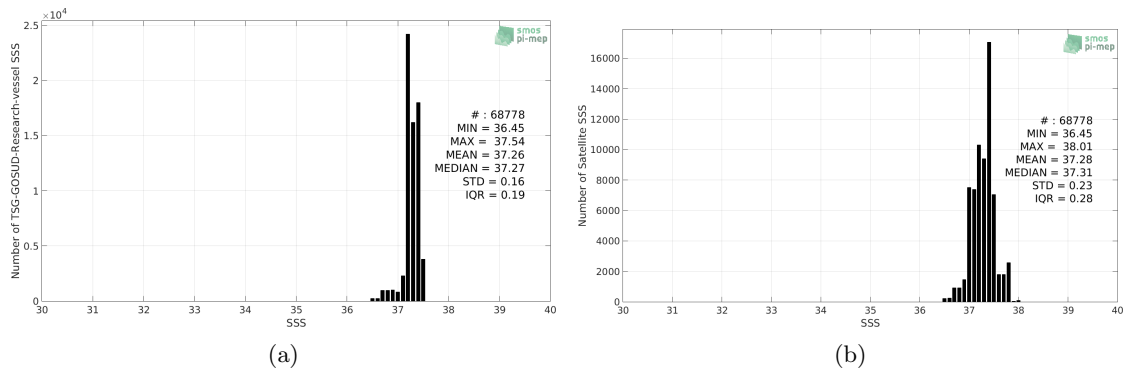 ×10⁴
2.5
2
1.5
1
0.5
0
Number of TSG-GOSUD-Research-vessel SSS
30 31 32 33 34 35 36 37 38 39 40
SSS
smos
pi-mep
# : 68778
MIN = 36.45
MAX = 37.54
MEAN = 37.26
MEDIAN = 37.27
STD = 0.16
IQR = 0.19
(a)
16000
14000
12000
10000
8000
6000
4000
2000
0
Number of Satellite SSS
30 31 32 33 34 35 36 37 38 39 40
SSS
smos
pi-mep
# : 68778
MIN = 36.45
MAX = 38.01
MEAN = 37.28
MEDIAN = 37.31
STD = 0.23
IQR = 0.28
(b)